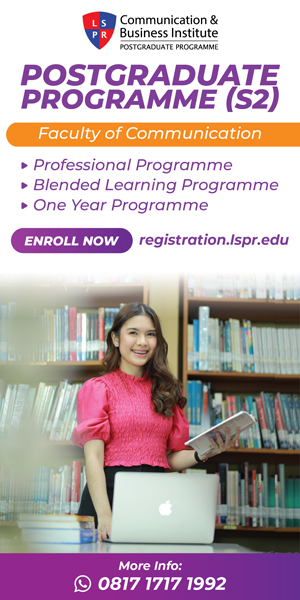 L S
P R
Communication &
Business Institute
POSTGRADUATE PROGRAMME
POSTGRADUATE
PROGRAMME (S2)
Faculty of Communication
Professional Programme
Blended Learning Programme
One Year Programme
ENROLL NOW registration.lspr.edu
More Info:
0817 1717 1992